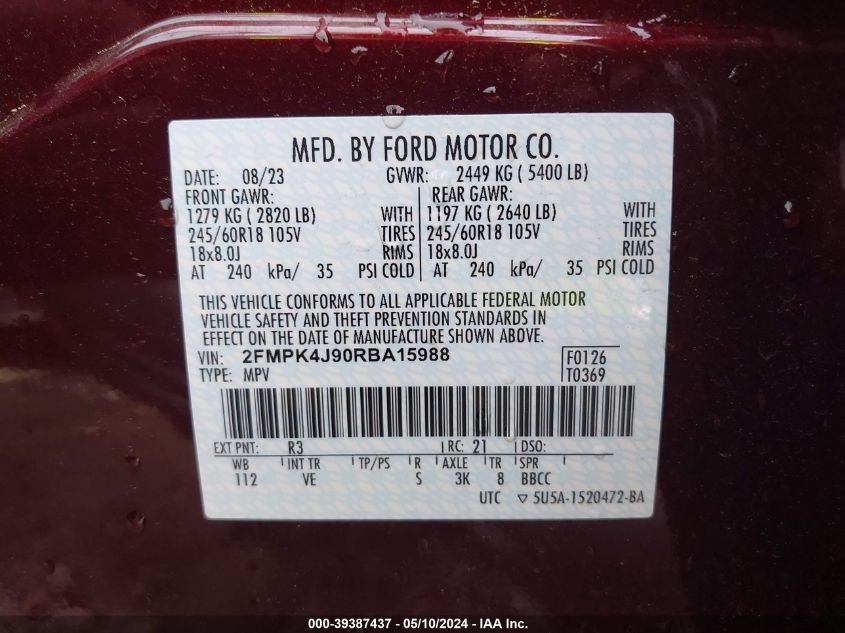 MFD. BY FORD MOTOR CO.
DATE: 08/23 GVWR: 2449 KG ( 5400 LB)
FRONT GAWR: REAR GAWR:
1279 KG ( 2820 LB) WITH 1197 KG ( 2640 LB) WITH
245/60R18 105V TIRES 245/60R18 105V TIRES
18x8.0J RIMS 18x8.0J RIMS
AT 240 kPa/ 35 PSI COLD AT 240 kPa/ 35 PSI COLD
THIS VEHICLE CONFORMS TO ALL APPLICABLE FEDERAL MOTOR
VEHICLE SAFETY AND THEFT PREVENTION STANDARDS IN
EFFECT ON THE DATE OF MANUFACTURE SHOWN ABOVE.
VIN: 2FMPK4J90RBA15988 F0126
TYPE: MPV T0369
EXT PNT: R3 RC: 21 DSO:
WB INT TR TP/PS R AXLE TR SPR
112 VE S 3K 8 BBCC
UTC ▽ 5U5A-1520472-BA
000-39387437 - 05/10/2024 - IAA Inc.